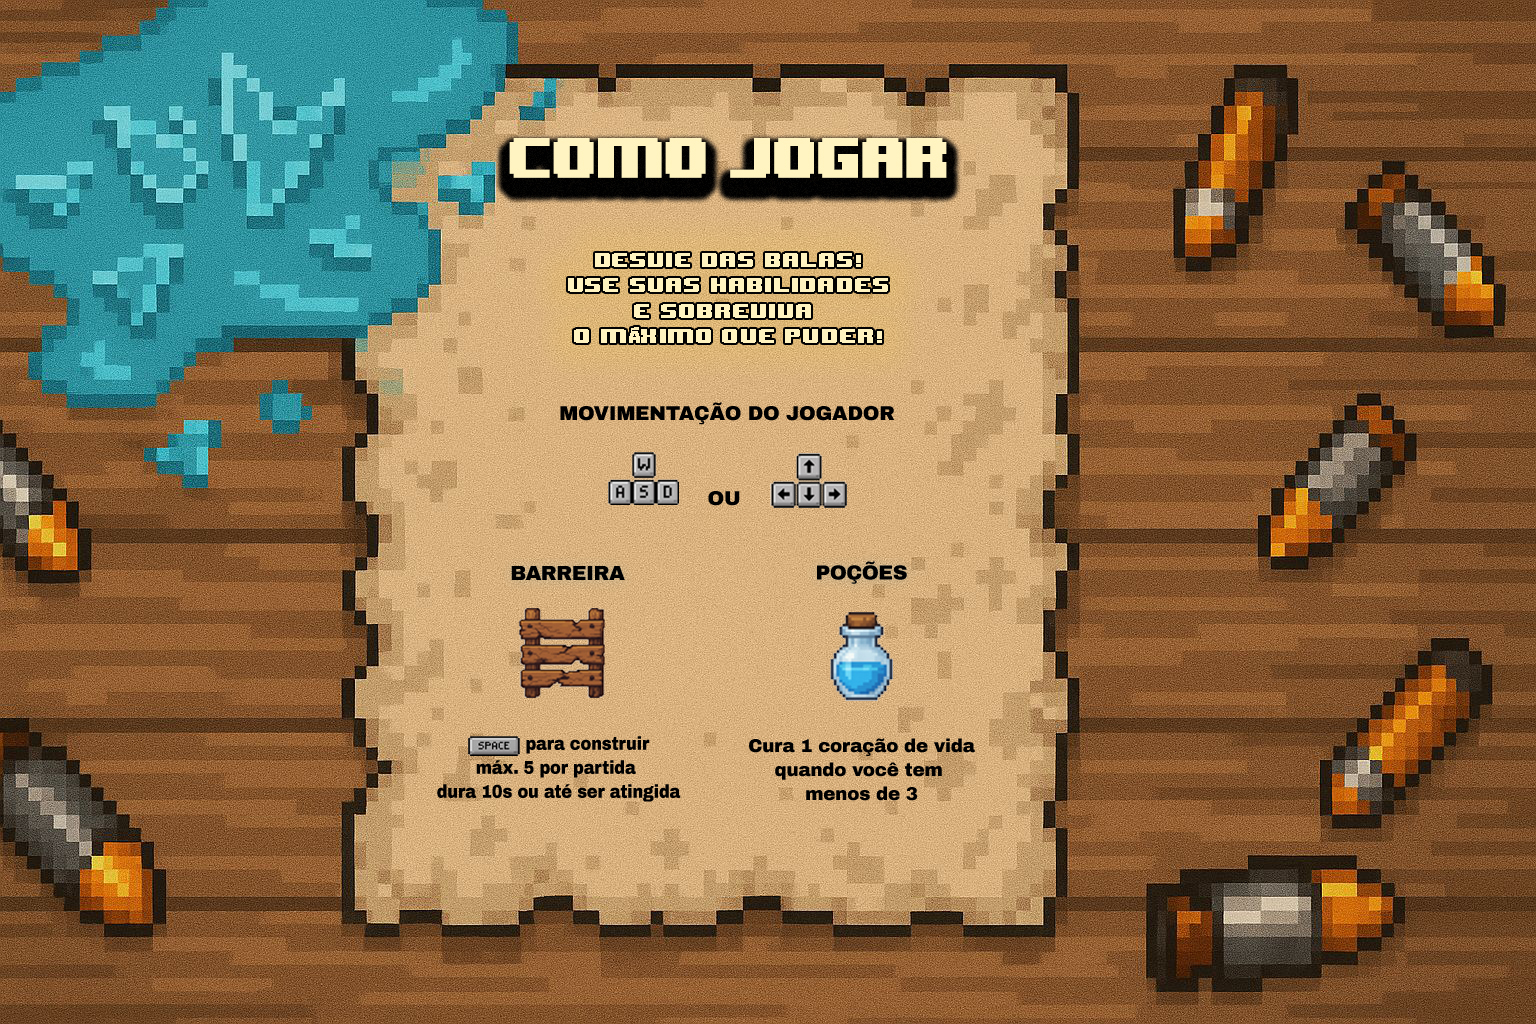 COMO JOGAR
DESVIE DAS BALAS!
USE SUAS HABILIDADES
E SOBREVIVA
O MÁXIMO QUE PUDER!
MOVIMENTAÇÃO DO JOGADOR
W
A S D
OU
↑
← ↓ →
BARREIRA
POÇÕES
SPACE para construir
máx. 5 por partida
dura 10s ou até ser atingida
Cura 1 coração de vida
quando você tem
menos de 3